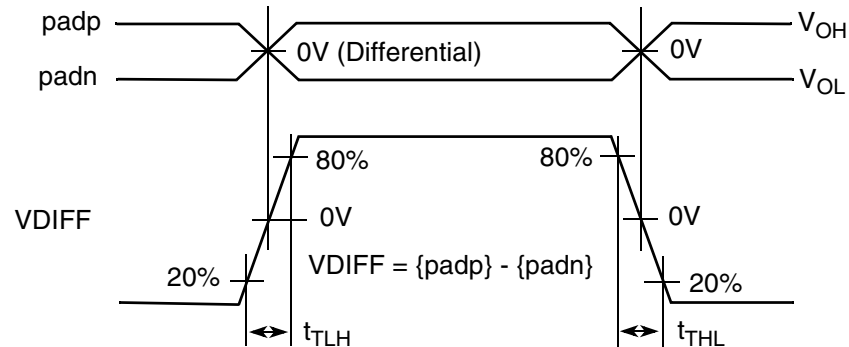 padp
V_OH
0V (Differential)
0V
padn
V_OL
80%
80%
VDIFF
0V
0V
VDIFF = {padp} - {padn}
20%
20%
t_TLH
t_THL